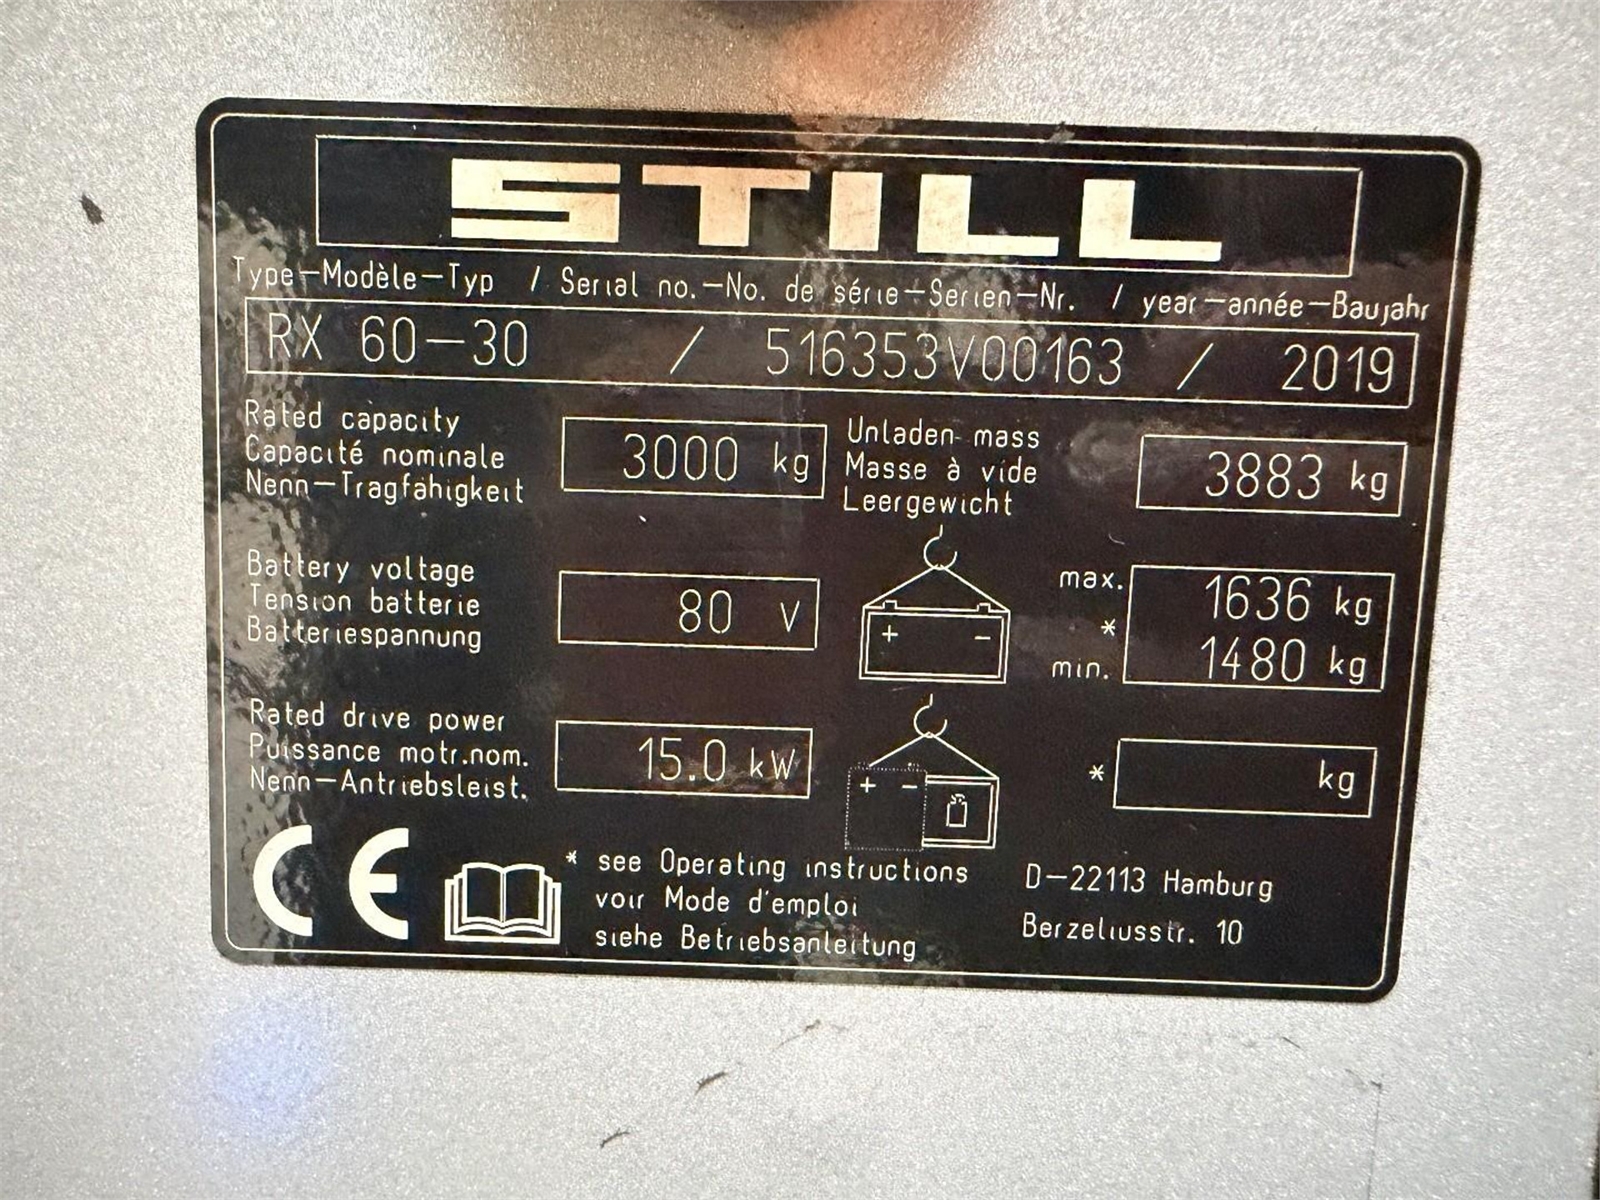 STILL
Type-Modèle-Typ / Serial no.-No. de série-Serien-Nr. / year-année-Baujahr
RX 60-30 / 516353V00163 / 2019
Rated capacity
Capacité nominale
Nenn-Tragfähigkeit
3000 kg
Unladen mass
Masse à vide
Leergewicht
3883 kg
Battery voltage
Tension batterie
Batteriespannung
80 V
+ -
max. 1636 kg
*
min. 1480 kg
Rated drive power
Puissance motr.nom.
Nenn-Antriebsleist.
15.0 kW
+ -
* kg
CE
* see Operating instructions
voir Mode d'emploi
siehe Betriebsanleitung
D-22113 Hamburg
Berzeliusstr. 10